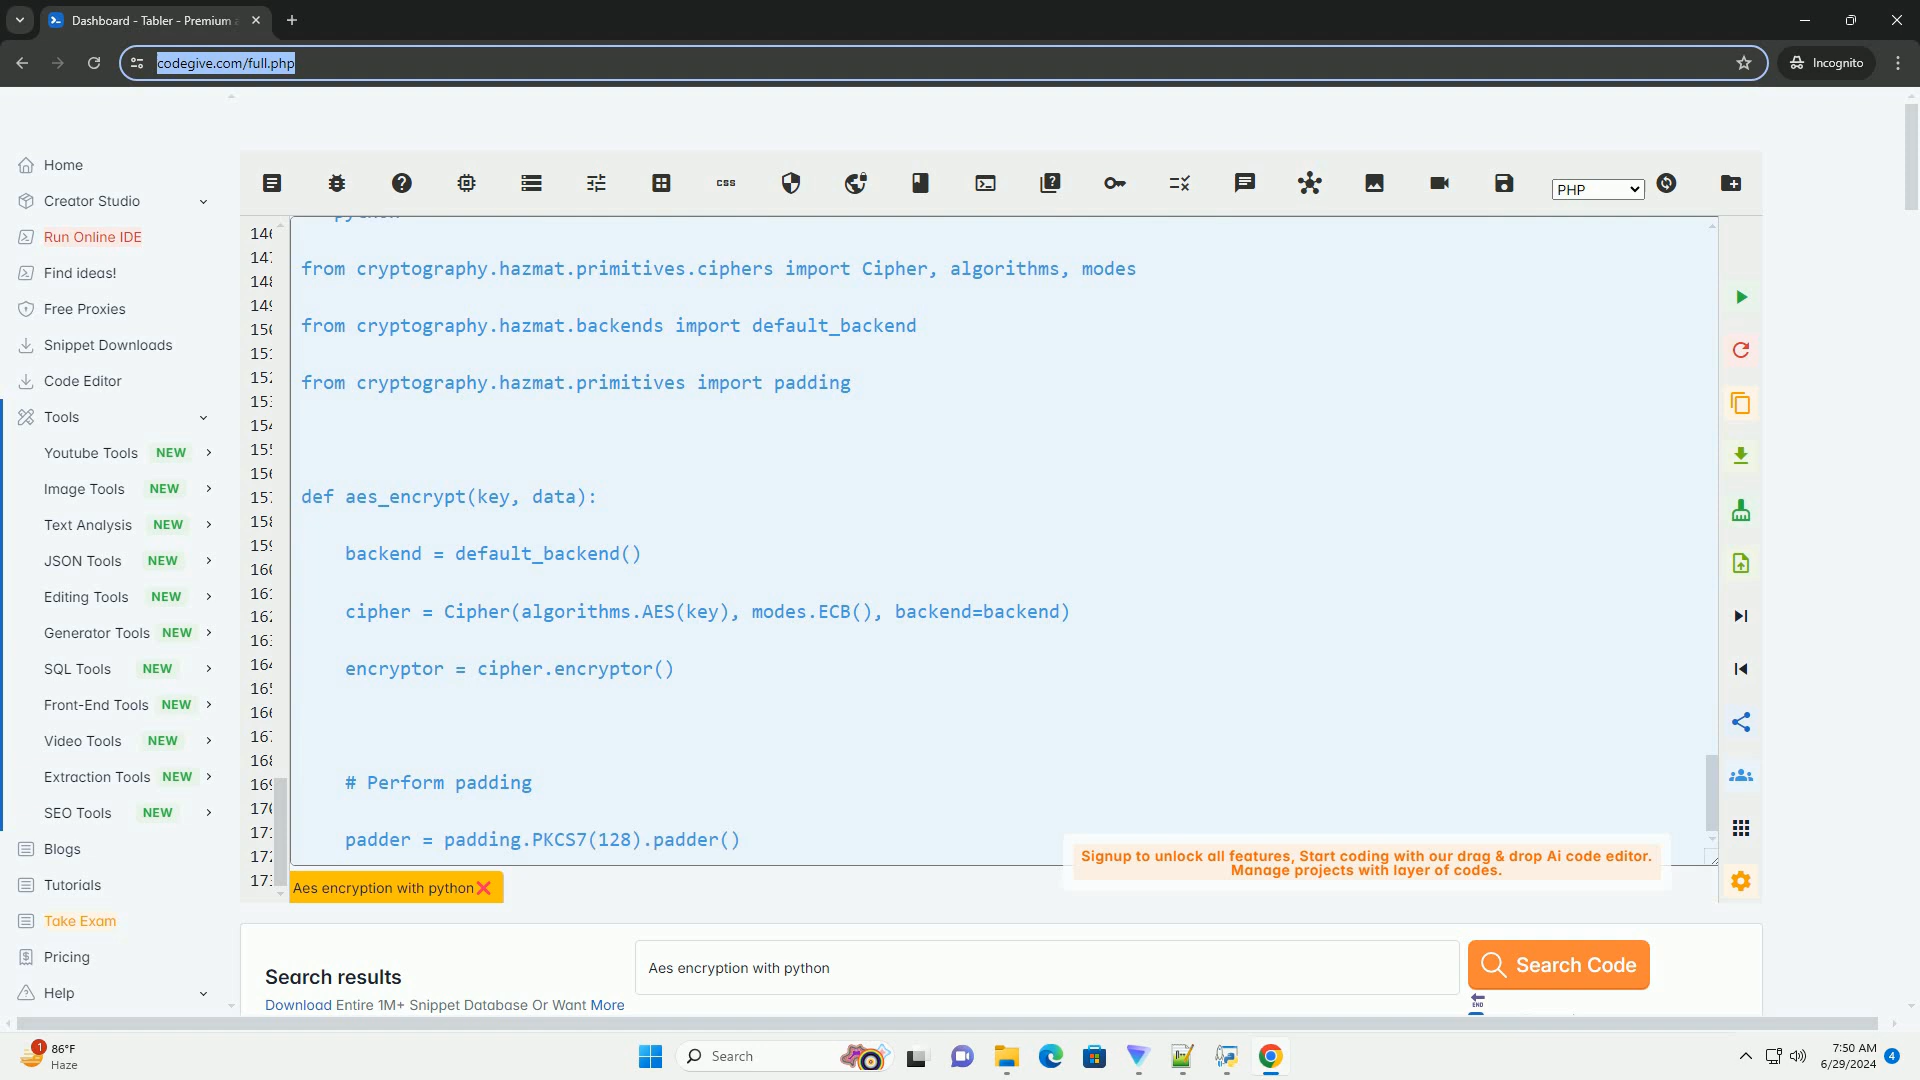 Dashboard - Tabler - Premium
codegive.com/full.php
Incognito
Home
Creator Studio
Run Online IDE
Find ideas!
Free Proxies
Snippet Downloads
Code Editor
Tools
Youtube Tools NEW
Image Tools NEW
Text Analysis NEW
JSON Tools NEW
Editing Tools NEW
Generator Tools NEW
SQL Tools NEW
Front-End Tools NEW
Video Tools NEW
Extraction Tools NEW
SEO Tools NEW
Blogs
Tutorials
Take Exam
Pricing
Help
css
PHP
from cryptography.hazmat.primitives.ciphers import Cipher, algorithms, modes
from cryptography.hazmat.backends import default_backend
from cryptography.hazmat.primitives import padding
def aes_encrypt(key, data):
backend = default_backend()
cipher = Cipher(algorithms.AES(key), modes.ECB(), backend=backend)
encryptor = cipher.encryptor()
# Perform padding
padder = padding.PKCS7(128).padder()
Signup to unlock all features, Start coding with our drag & drop Ai code editor.
Manage projects with layer of codes.
Aes encryption with python
Search results
Download Entire 1M+ Snippet Database Or Want More
Aes encryption with python
Search Code
END
1
86°F
Haze
Search
7:50 AM
6/29/2024
4